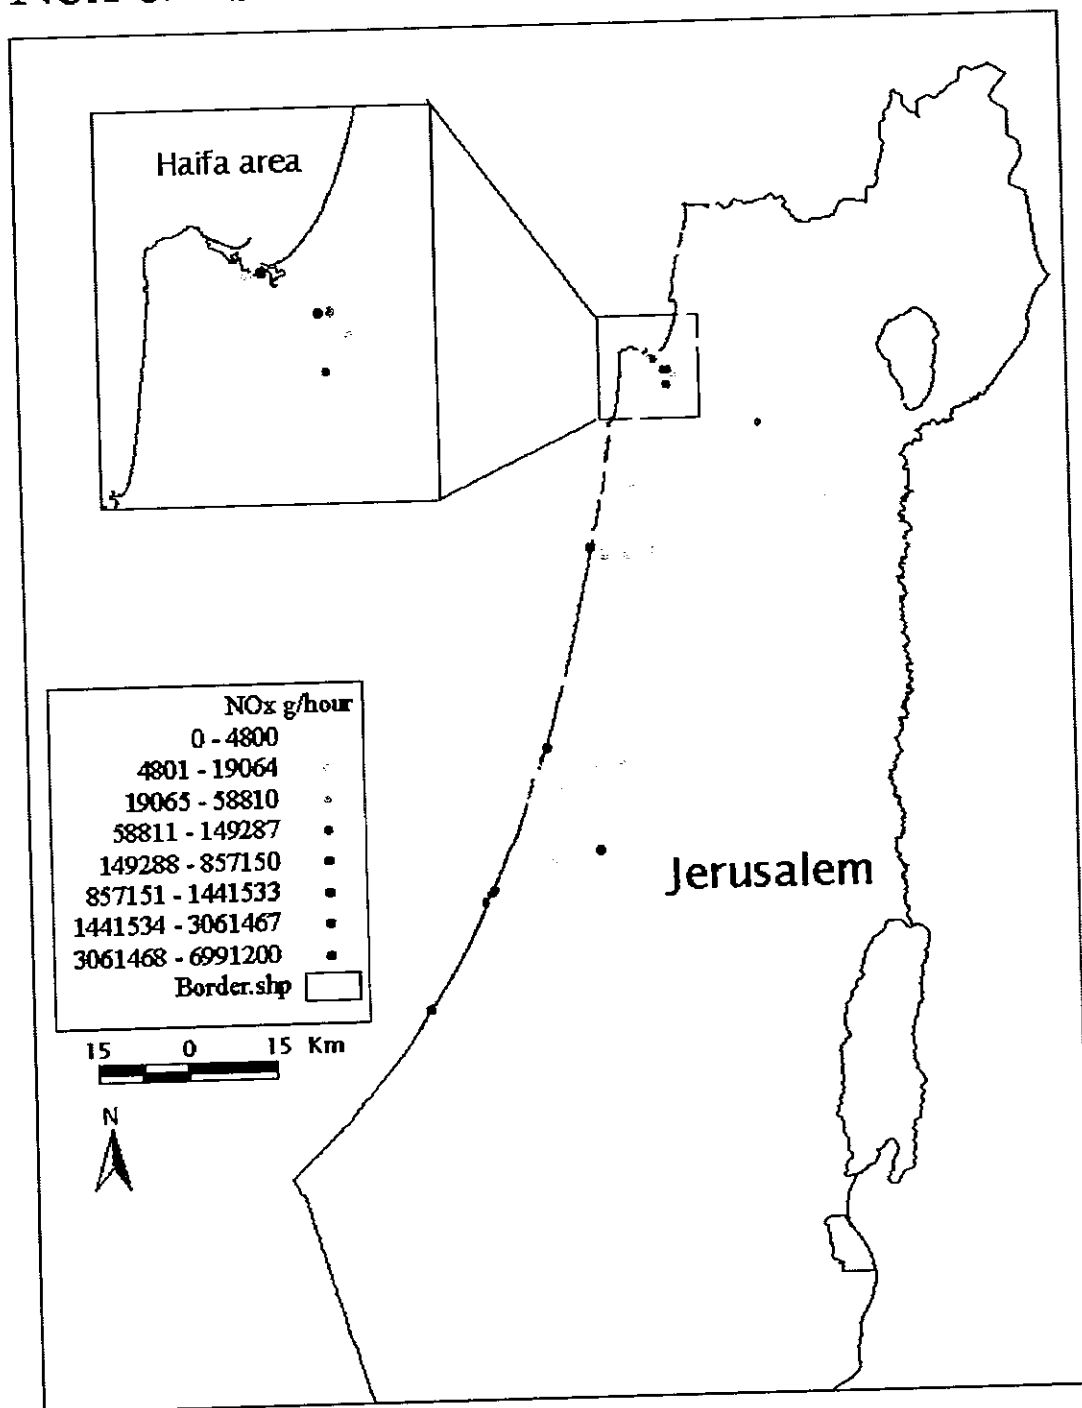 Haifa area
NOx g/hour
0 - 4800
4801 - 19064
19065 - 58810
58811 - 149287
149288 - 857150
857151 - 1441533
1441534 - 3061467
3061468 - 6991200
Border.shp
Jerusalem
15 0 15 Km
N